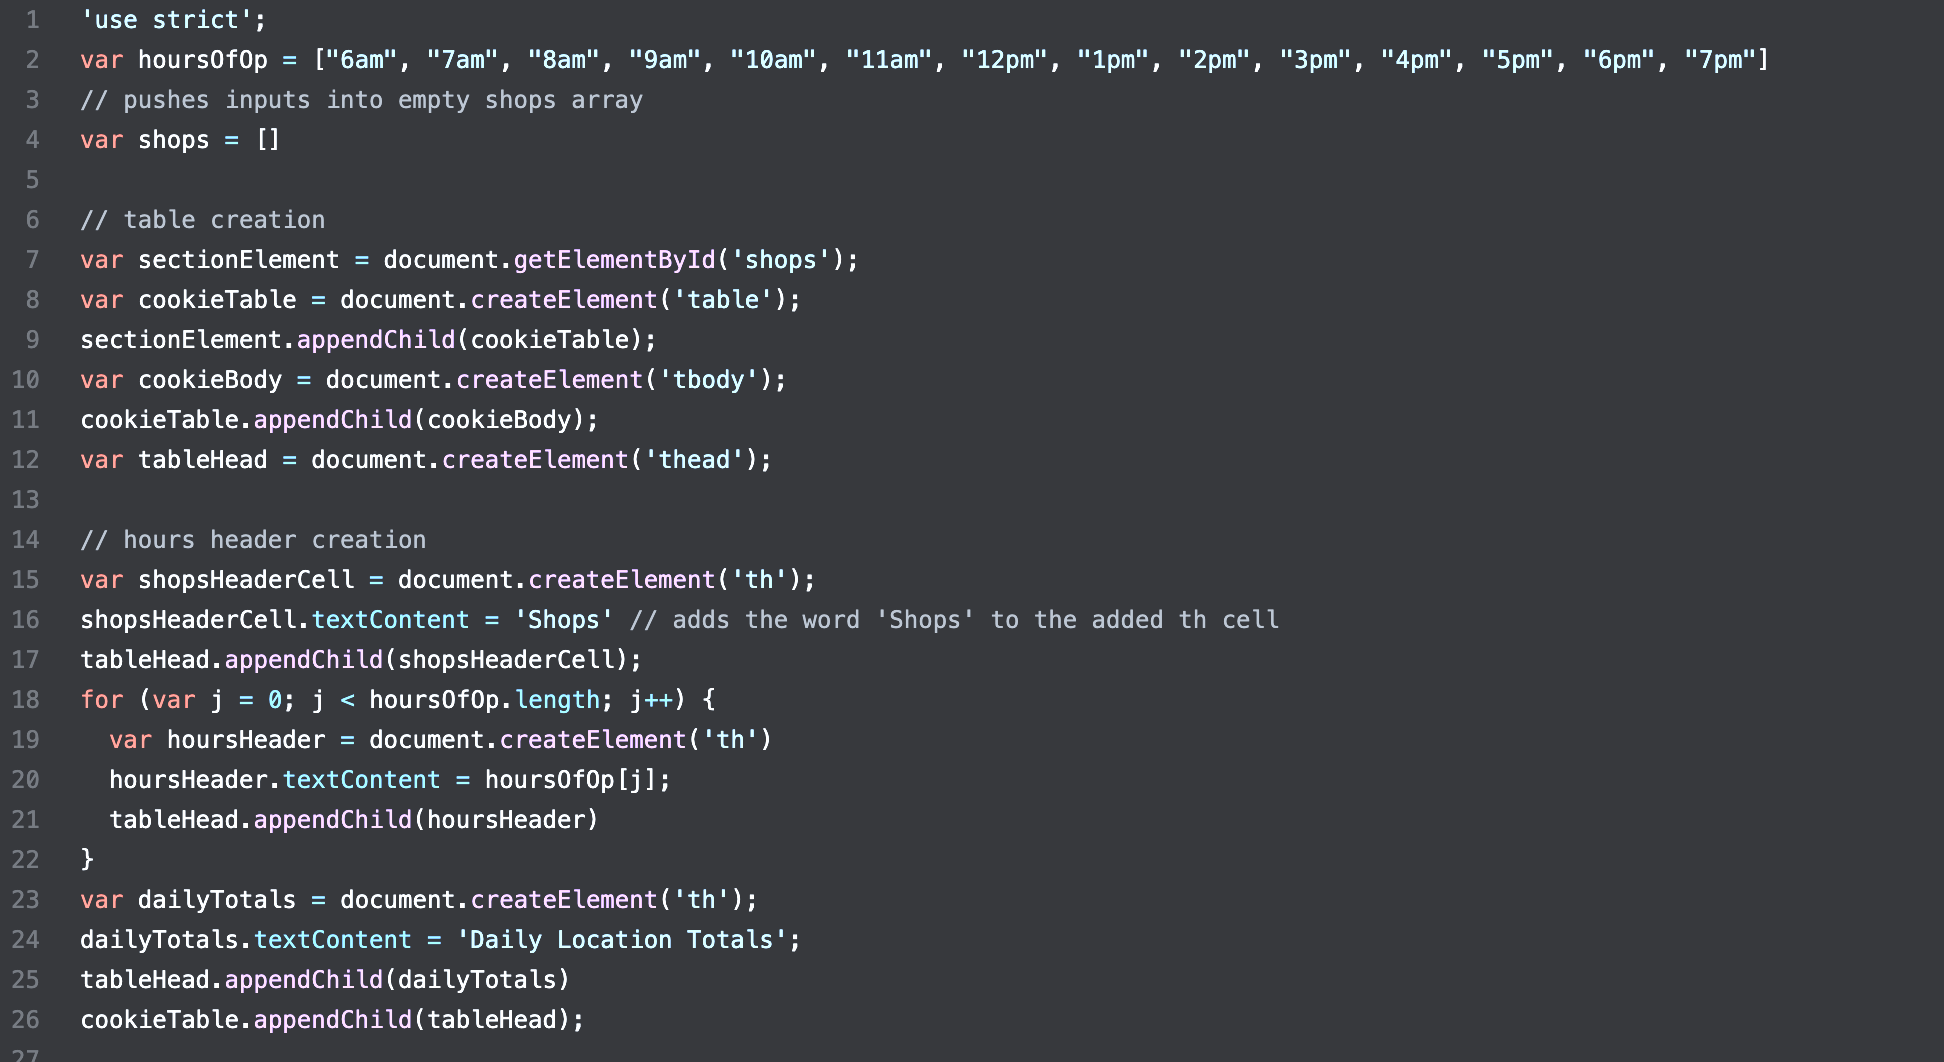 1 'use strict';
2 var hoursOfOp = ["6am", "7am", "8am", "9am", "10am", "11am", "12pm", "1pm", "2pm", "3pm", "4pm", "5pm", "6pm", "7pm"]
3 // pushes inputs into empty shops array
4 var shops = []
5
6 // table creation
7 var sectionElement = document.getElementById('shops');
8 var cookieTable = document.createElement('table');
9 sectionElement.appendChild(cookieTable);
10 var cookieBody = document.createElement('tbody');
11 cookieTable.appendChild(cookieBody);
12 var tableHead = document.createElement('thead');
13
14 // hours header creation
15 var shopsHeaderCell = document.createElement('th');
16 shopsHeaderCell.textContent = 'Shops' // adds the word 'Shops' to the added th cell
17 tableHead.appendChild(shopsHeaderCell);
18 for (var j = 0; j < hoursOfOp.length; j++) {
19   var hoursHeader = document.createElement('th')
20   hoursHeader.textContent = hoursOfOp[j];
21   tableHead.appendChild(hoursHeader)
22 }
23 var dailyTotals = document.createElement('th');
24 dailyTotals.textContent = 'Daily Location Totals';
25 tableHead.appendChild(dailyTotals)
26 cookieTable.appendChild(tableHead);
27